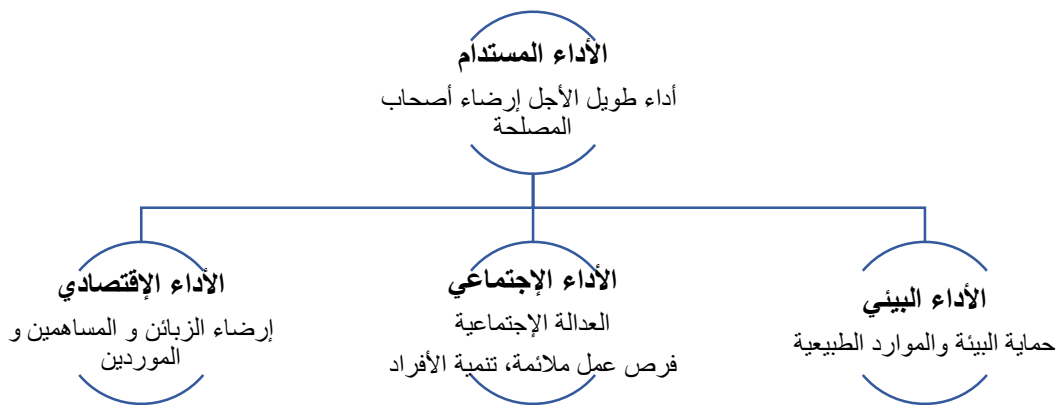 الأداء المستدام
أداء طويل الأجل إرضاء أصحاب
المصلحة
الأداء البيئي
حماية البيئة والموارد الطبيعية
الأداء الإجتماعي
العدالة الإجتماعية
فرص عمل ملائمة، تنمية الأفراد
الأداء الإقتصادي
إرضاء الزبائن و المساهمين و
الموردين